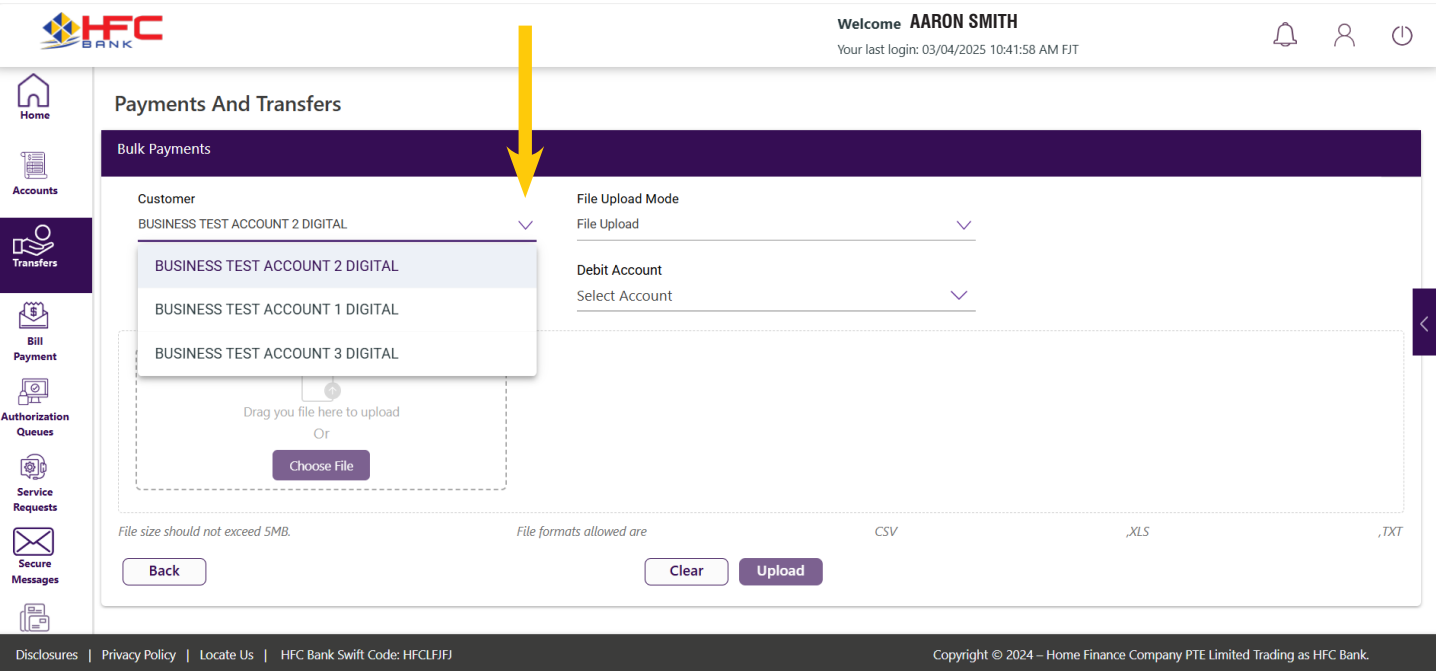 HFC
BANK
Welcome AARON SMITH
Your last login: 03/04/2025 10:41:58 AM FJT
Home
Accounts
Transfers
Bill
Payment
Authorization
Queues
Service
Requests
Secure
Messages
Payments And Transfers
Bulk Payments
Customer
BUSINESS TEST ACCOUNT 2 DIGITAL
BUSINESS TEST ACCOUNT 2 DIGITAL
BUSINESS TEST ACCOUNT 1 DIGITAL
BUSINESS TEST ACCOUNT 3 DIGITAL
File Upload Mode
File Upload
Debit Account
Select Account
Drag you file here to upload
Or
Choose File
File size should not exceed 5MB. File formats allowed are CSV ,XLS ,TXT
Back Clear Upload
Disclosures | Privacy Policy | Locate Us | HFC Bank Swift Code: HFCLFJFJ Copyright © 2024 – Home Finance Company PTE Limited Trading as HFC Bank.